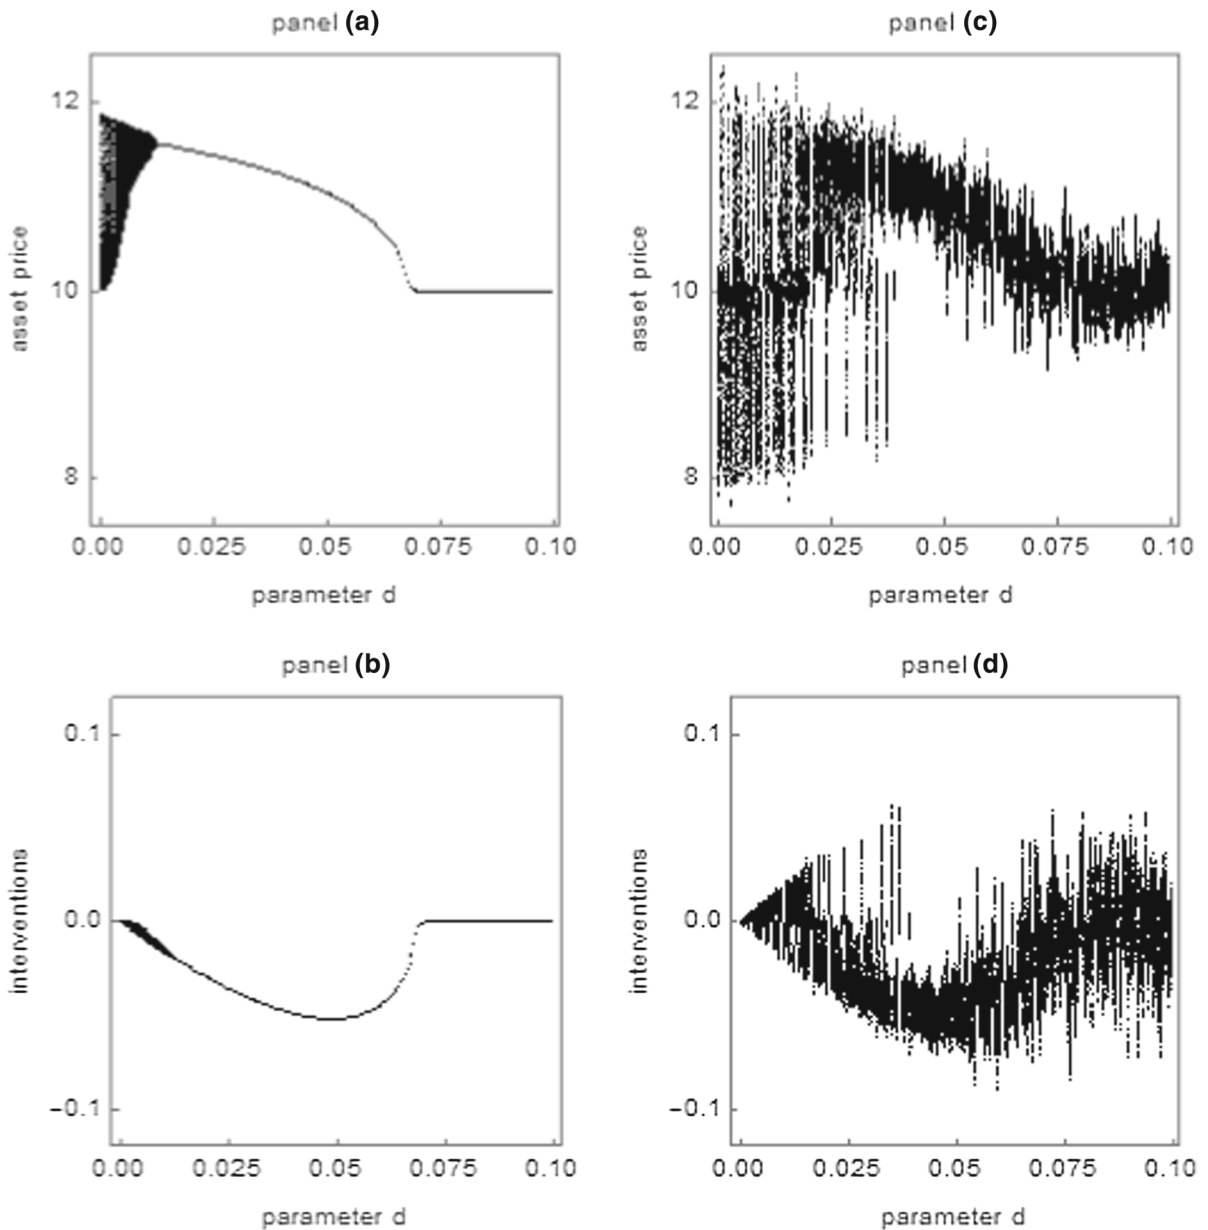 panel (a)
asset price
12
10
8
0.00 0.025 0.05 0.075 0.10
parameter d
panel (c)
asset price
12
10
8
0.00 0.025 0.05 0.075 0.10
parameter d
panel (b)
interventions
0.1
0.0
−0.1
0.00 0.025 0.05 0.075 0.10
parameter d
panel (d)
interventions
0.1
0.0
−0.1
0.00 0.025 0.05 0.075 0.10
parameter d